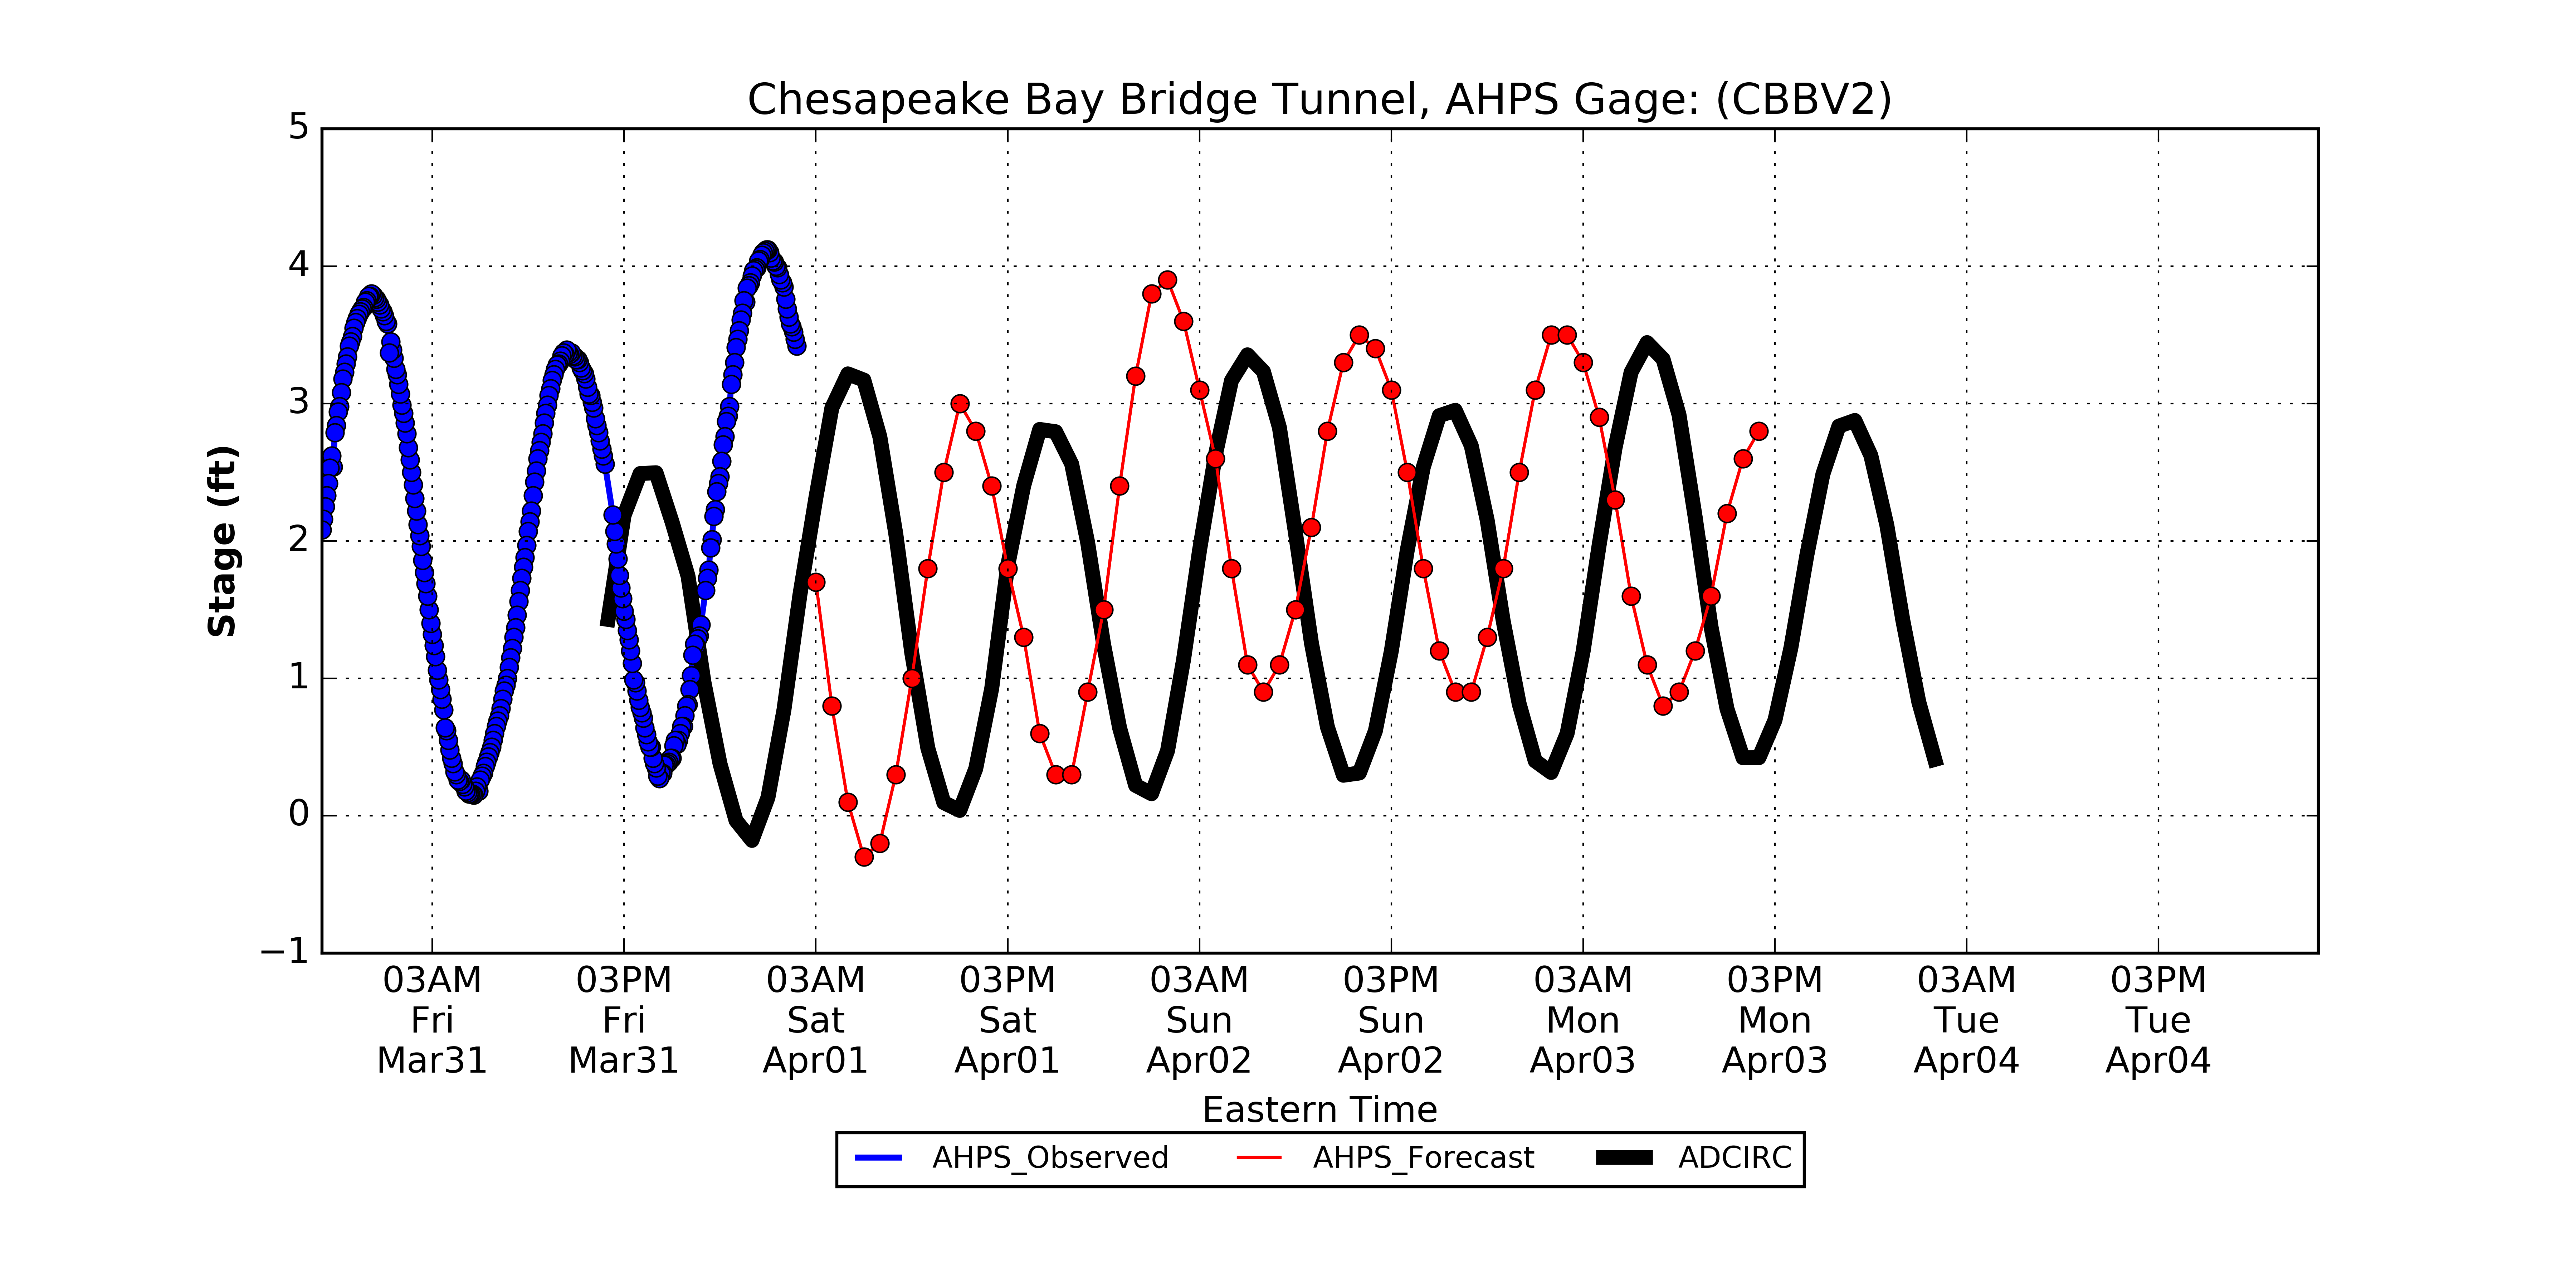 Chesapeake Bay Bridge Tunnel, AHPS Gage: (CBBV2)
5
4
3
2
1
0
−1
Stage (ft)
03AM 03PM 03AM 03PM 03AM 03PM 03AM 03PM 03AM 03PM
Fri Fri Sat Sat Sun Sun Mon Mon Tue Tue
Mar31 Mar31 Apr01 Apr01 Apr02 Apr02 Apr03 Apr03 Apr04 Apr04
Eastern Time
AHPS_Observed AHPS_Forecast ADCIRC